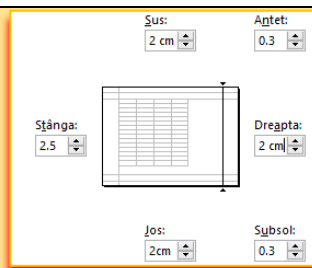 Sus:
Antet:
2 cm
0.3
Stânga:
Dreapta:
2.5
2 cm
Jos:
Subsol:
2cm
0.3